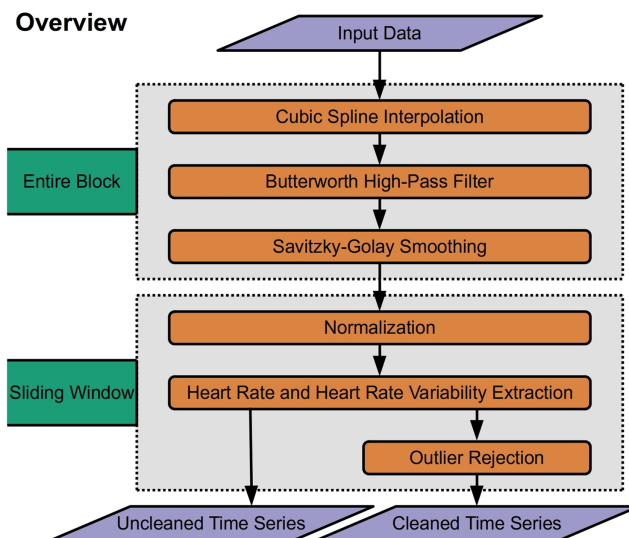 Overview
Input Data
Cubic Spline Interpolation
Entire Block
Butterworth High-Pass Filter
Savitzky-Golay Smoothing
Normalization
Sliding Window
Heart Rate and Heart Rate Variability Extraction
Outlier Rejection
Uncleaned Time Series
Cleaned Time Series